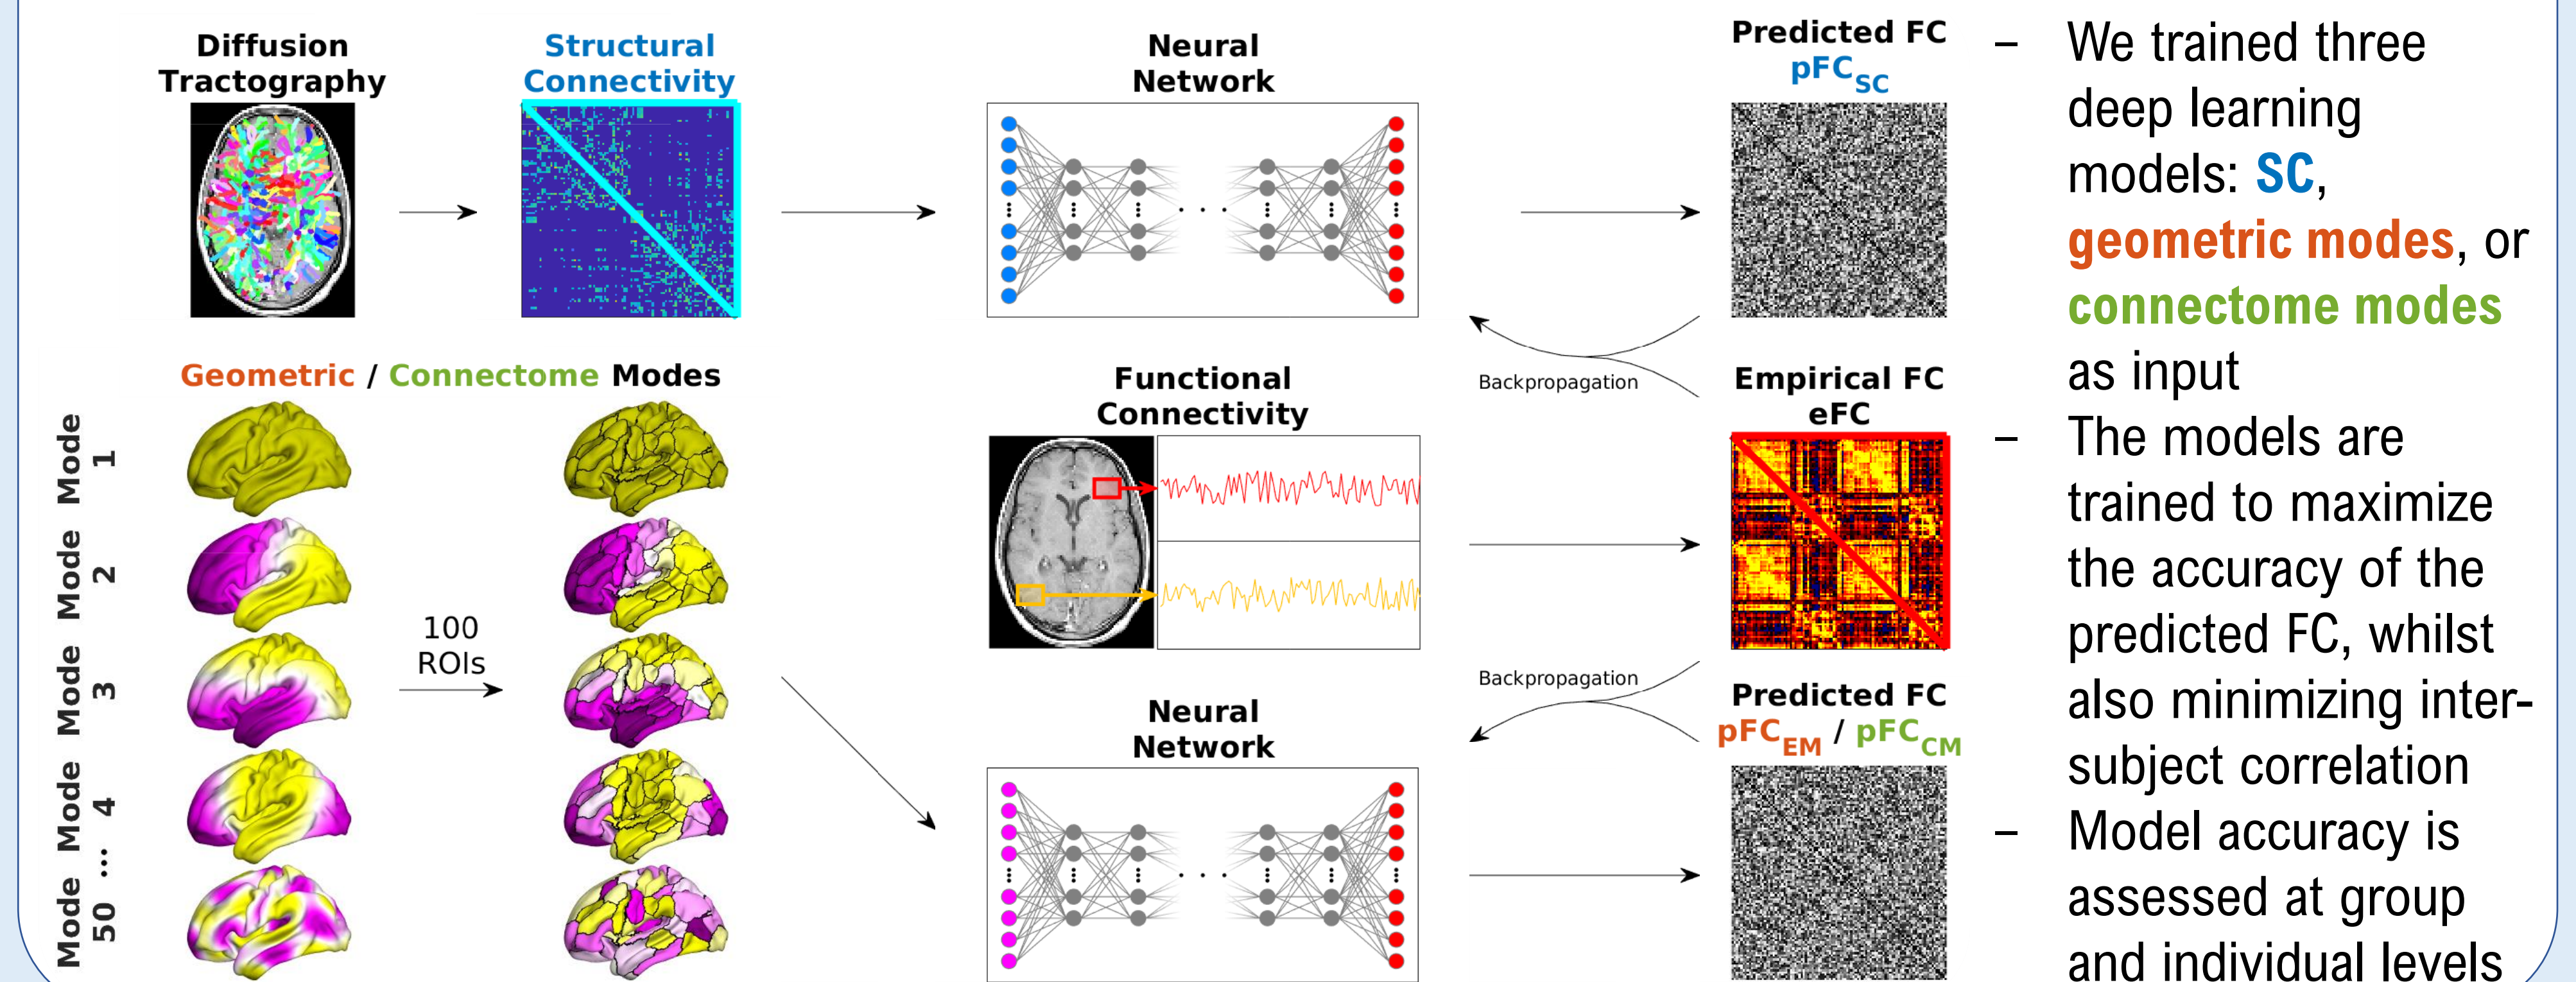 Diffusion
Tractography
Structural
Connectivity
Neural
Network
Predicted FC
pFC_SC
Backpropagation
Geometric / Connectome Modes
Mode 1
Mode 2
Mode 3
Mode 4
...
Mode 50
100
ROIs
Functional
Connectivity
Empirical FC
eFC
Backpropagation
Neural
Network
Predicted FC
pFC_EM / pFC_CM
– We trained three
deep learning
models: SC,
geometric modes, or
connectome modes
as input
– The models are
trained to maximize
the accuracy of the
predicted FC, whilst
also minimizing inter-
subject correlation
– Model accuracy is
assessed at group
and individual levels